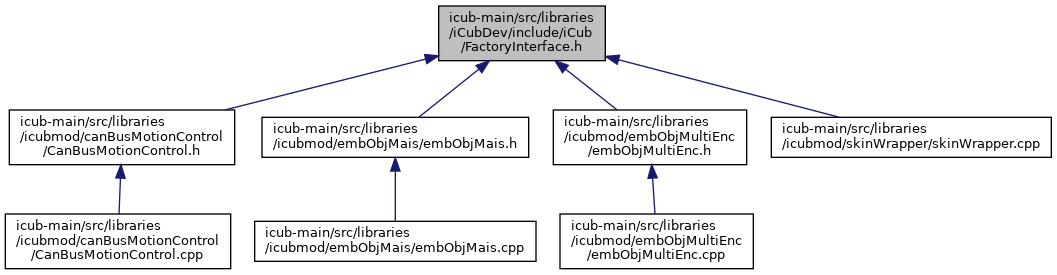 icub-main/src/libraries
/iCubDev/include/iCub
/FactoryInterface.h
icub-main/src/libraries
/icubmod/canBusMotionControl
/CanBusMotionControl.h
icub-main/src/libraries
/icubmod/embObjMais/embObjMais.h
icub-main/src/libraries
/icubmod/embObjMultiEnc
/embObjMultiEnc.h
icub-main/src/libraries
/icubmod/skinWrapper/skinWrapper.cpp
icub-main/src/libraries
/icubmod/canBusMotionControl
/CanBusMotionControl.cpp
icub-main/src/libraries
/icubmod/embObjMais/embObjMais.cpp
icub-main/src/libraries
/icubmod/embObjMultiEnc
/embObjMultiEnc.cpp